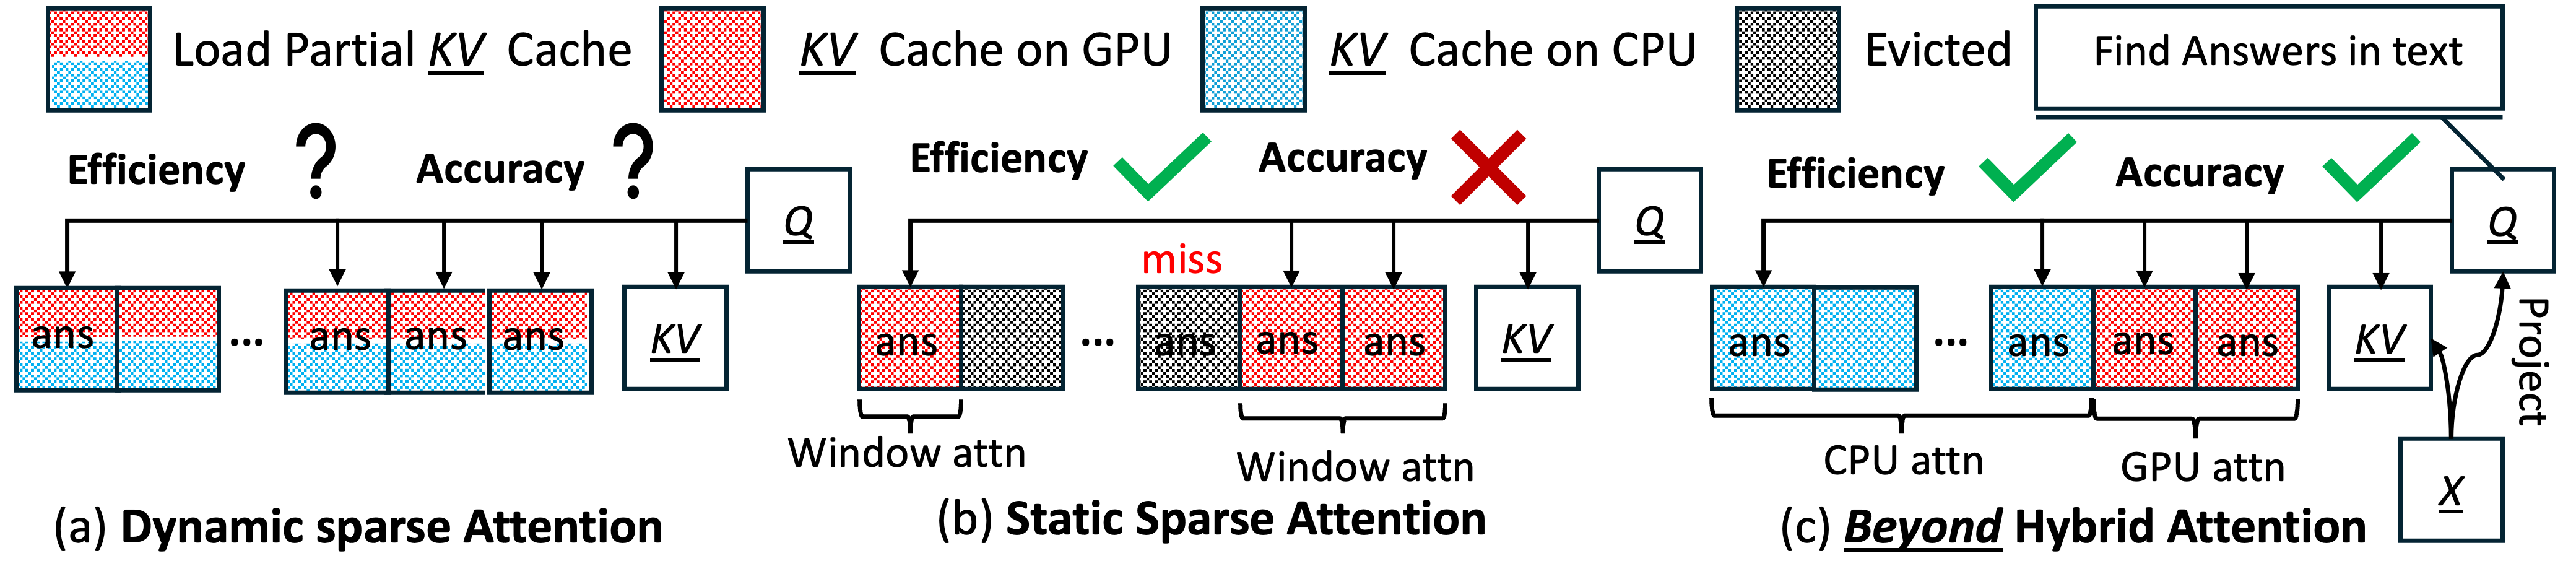 Load Partial KV Cache
KV Cache on GPU
KV Cache on CPU
Evicted
Find Answers in text
Efficiency ? Accuracy ?
Q
ans
...
ans
ans
ans
KV
(a) Dynamic sparse Attention
Efficiency Accuracy
Q
miss
ans
...
ans
ans
ans
KV
Window attn
Window attn
(b) Static Sparse Attention
Efficiency Accuracy
Q
ans
...
ans
ans
ans
KV
Project
CPU attn
GPU attn
X
(c) Beyond Hybrid Attention